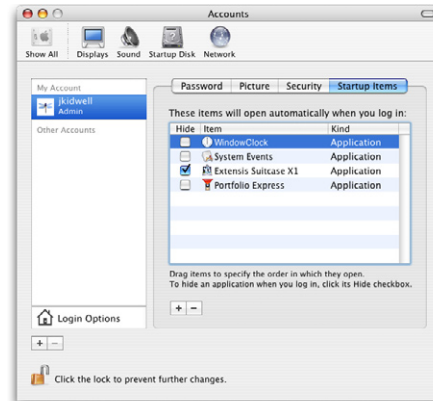 Accounts
Show All Displays Sound Startup Disk Network
My Account
jkidwell
Admin
Other Accounts
Login Options
+ −
Password Picture Security Startup Items
These items will open automatically when you log in:
Hide Item Kind
WindowClock Application
System Events Application
Extensis Suitcase X1 Application
Portfolio Express Application
Drag items to specify the order in which they open.
To hide an application when you log in, click its Hide checkbox.
+ −
Click the lock to prevent further changes.